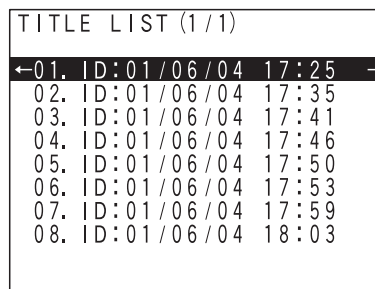 TITLE LIST (1/1)
←01. ID:01/06/04 17:25 →
02. ID:01/06/04 17:35
03. ID:01/06/04 17:41
04. ID:01/06/04 17:46
05. ID:01/06/04 17:50
06. ID:01/06/04 17:53
07. ID:01/06/04 17:59
08. ID:01/06/04 18:03